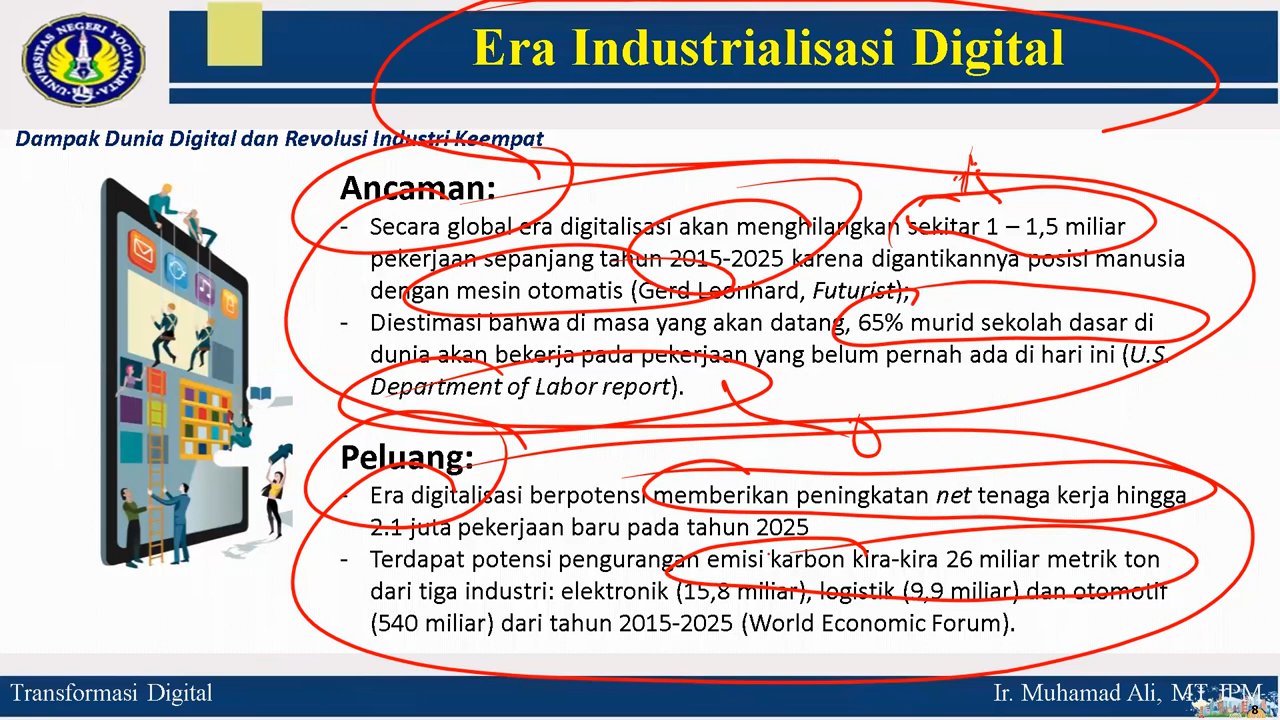 UNIVERSITAS NEGERI YOGYAKARTA
Era Industrialisasi Digital
Dampak Dunia Digital dan Revolusi Industri Keempat
Ancaman:
- Secara global era digitalisasi akan menghilangkan sekitar 1 – 1,5 miliar
pekerjaan sepanjang tahun 2015-2025 karena digantikannya posisi manusia
dengan mesin otomatis (Gerd Leonhard, Futurist);
- Diestimasi bahwa di masa yang akan datang, 65% murid sekolah dasar di
dunia akan bekerja pada pekerjaan yang belum pernah ada di hari ini (U.S.
Department of Labor report).
Peluang:
- Era digitalisasi berpotensi memberikan peningkatan net tenaga kerja hingga
2.1 juta pekerjaan baru pada tahun 2025
- Terdapat potensi pengurangan emisi karbon kira-kira 26 miliar metrik ton
dari tiga industri: elektronik (15,8 miliar), logistik (9,9 miliar) dan otomotif
(540 miliar) dari tahun 2015-2025 (World Economic Forum).
Transformasi Digital
Ir. Muhamad Ali, MT, IPM
8